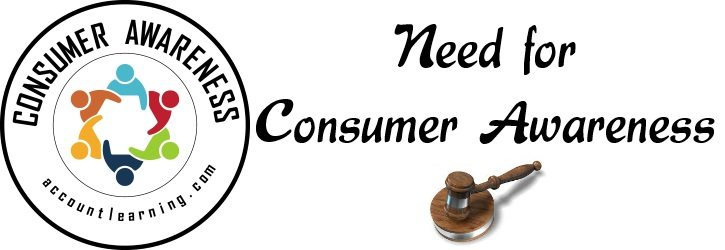 CONSUMER AWARENESS
accountlearning.com
Need for
Consumer Awareness